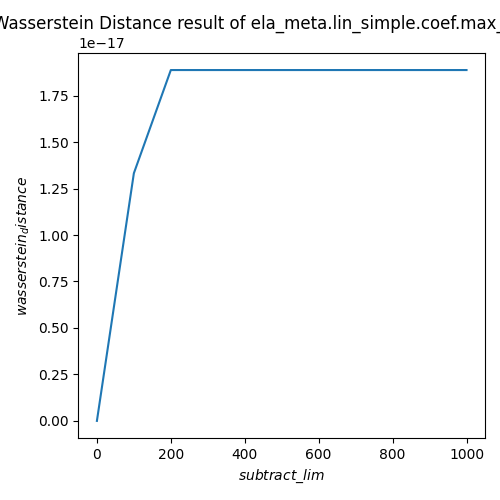 Wasserstein Distance result of ela_meta.lin_simple.coef.max_
1e−17
1.75
1.50
1.25
1.00
0.75
0.50
0.25
0.00
wasserstein_distance
0 200 400 600 800 1000
subtract_lim